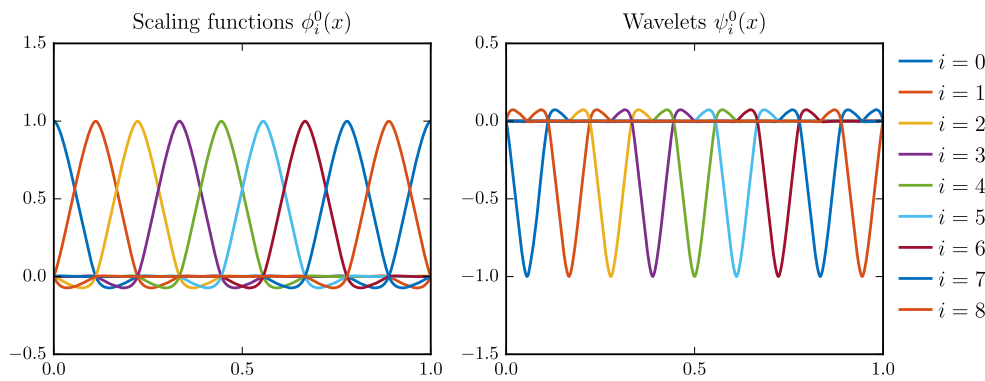 Scaling functions $\phi_i^0(x)$
1.5
1.0
0.5
0.0
−0.5
0.0
0.5
1.0
Wavelets $\psi_i^0(x)$
0.5
0.0
−0.5
−1.0
−1.5
0.0
0.5
1.0
i = 0
i = 1
i = 2
i = 3
i = 4
i = 5
i = 6
i = 7
i = 8